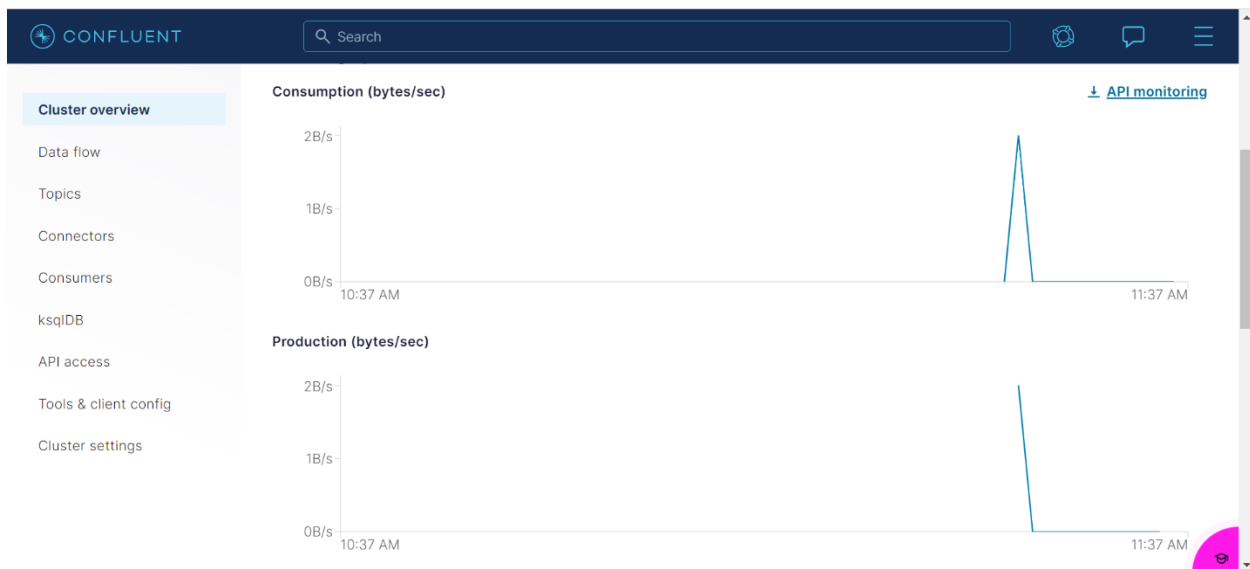 CONFLUENT
Search
Cluster overview
Data flow
Topics
Connectors
Consumers
ksqlDB
API access
Tools & client config
Cluster settings
Consumption (bytes/sec)
API monitoring
2B/s
1B/s
0B/s
10:37 AM 11:37 AM
Production (bytes/sec)
2B/s
1B/s
0B/s
10:37 AM 11:37 AM